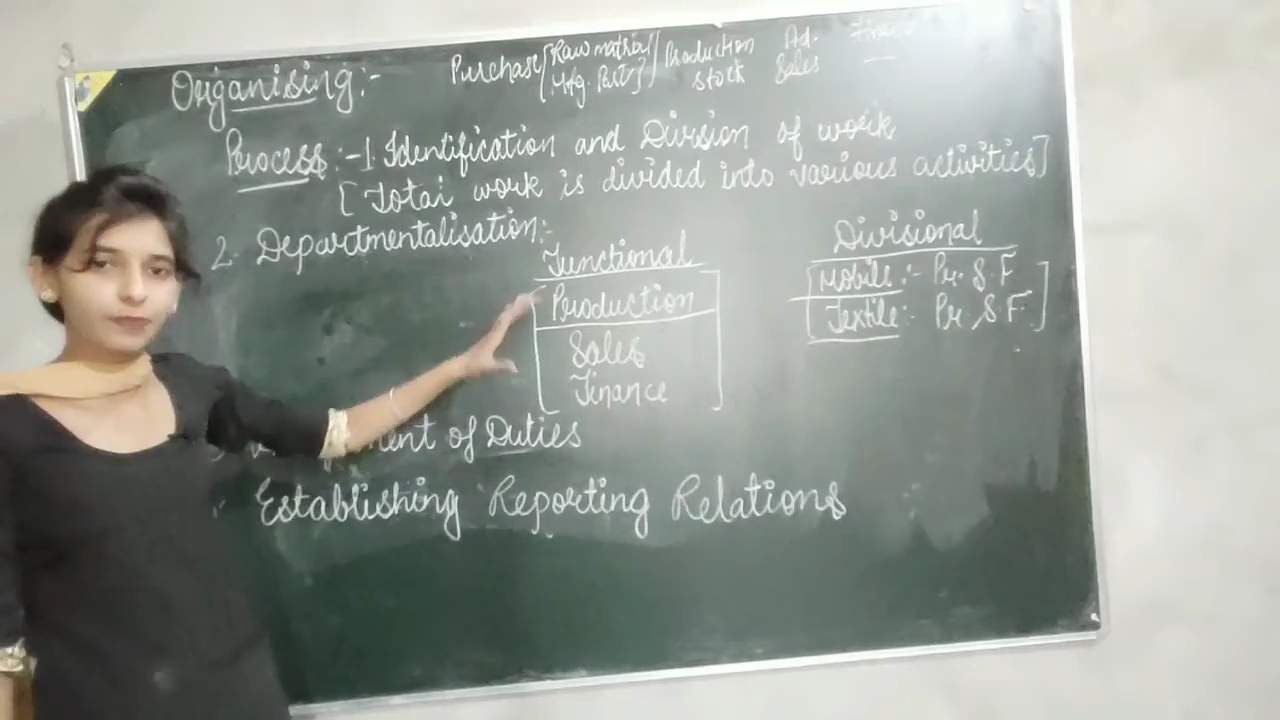 Organising:-
Purchase [Raw material / Production Ad.
Mfg. Part] stock Sales
Process:- 1. Identification and Division of work
[Total work is divided into various activities]
2. Departmentalisation:-
Functional
Production
Sales
Finance
Divisional
Mobile:- Pr. S. F
Textile:- Pr. S. F.
ment of Duties
Establishing Reporting Relations